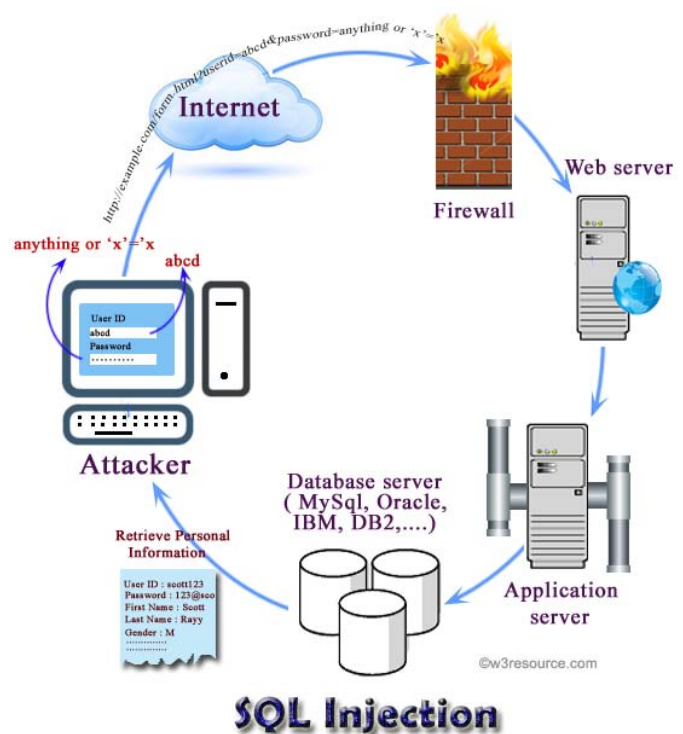 http://example.com/form.html?userid=abcd&password=anything or ‘x’=’x
Internet
Firewall
Web server
anything or ‘x’=’x
abcd
User ID
abcd
Password
..........
Attacker
Database server
( MySql, Oracle,
IBM, DB2,....)
Application
server
Retrieve Personal
Information
User ID : scott123
Password : 123@sco
First Name : Scott
Last Name : Rayy
Gender : M
..............
..............
©w3resource.com
SQL Injection